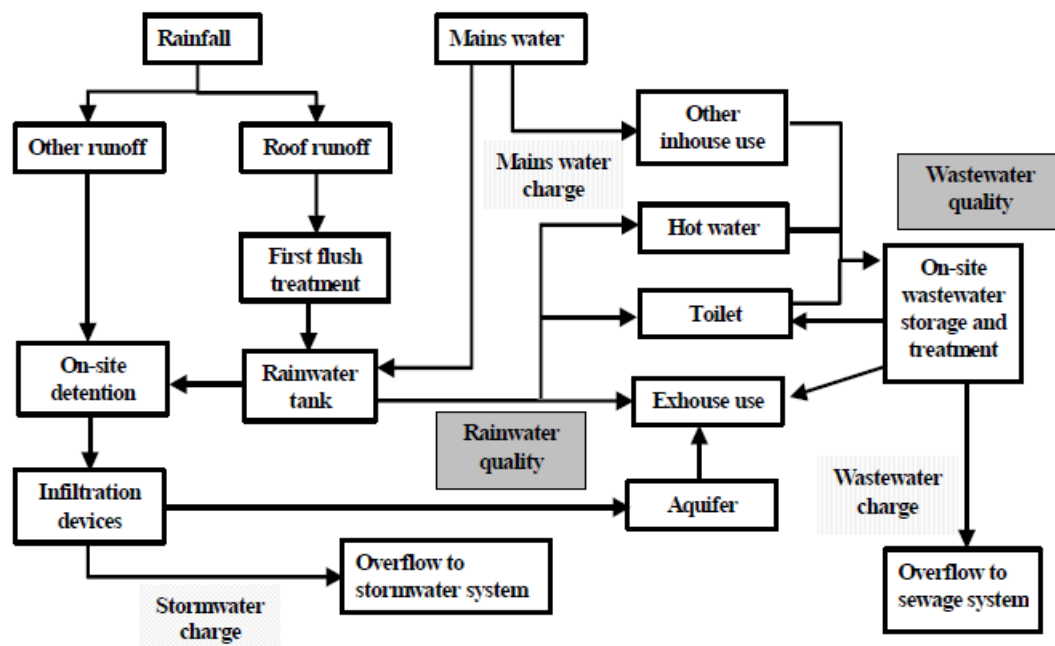 Rainfall
Mains water
Other runoff
Roof runoff
Other
inhouse use
Mains water
charge
Wastewater
quality
Hot water
First flush
treatment
On-site
wastewater
storage and
treatment
Toilet
On-site
detention
Rainwater
tank
Exhouse use
Rainwater
quality
Infiltration
devices
Aquifer
Wastewater
charge
Overflow to
stormwater system
Overflow to
sewage system
Stormwater
charge